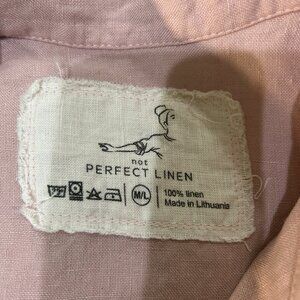 not
PERFECT LINEN
M/L
100% linen
Made in Lithuania